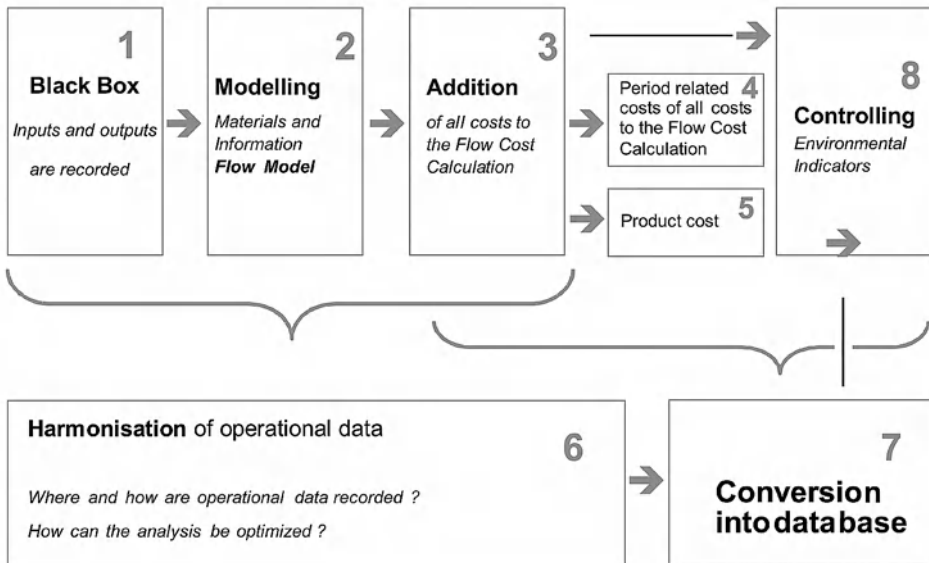 1
Black Box
Inputs and outputs
are recorded
2
Modelling
Materials and
Information
Flow Model
3
Addition
of all costs to
the Flow Cost
Calculation
4
Period related
costs of all costs
to the Flow Cost
Calculation
5
Product cost
8
Controlling
Environmental
Indicators
6
Harmonisation of operational data
Where and how are operational data recorded ?
How can the analysis be optimized ?
7
Conversion
intodatabase